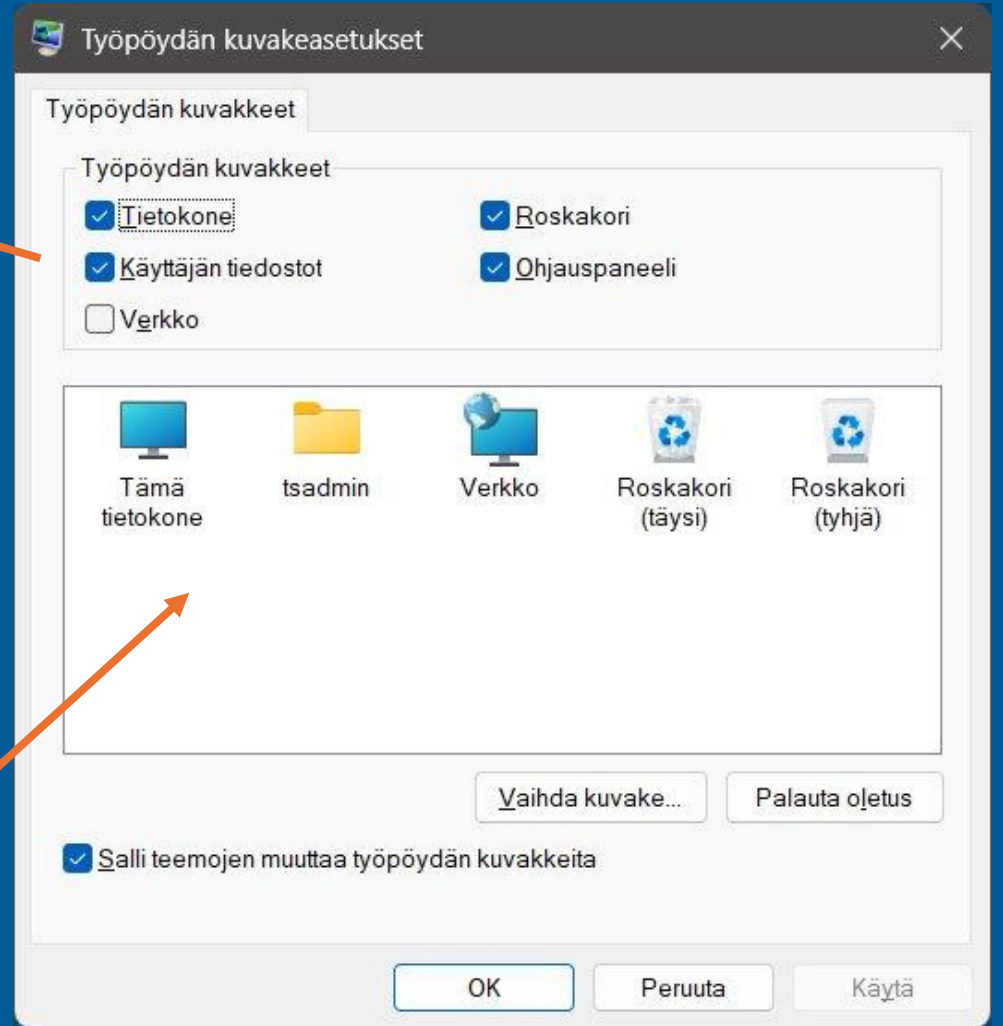 Työpöydän kuvakeasetukset
Työpöydän kuvakkeet
Työpöydän kuvakkeet
Tietokone
Roskakori
Käyttäjän tiedostot
Ohjauspaneeli
Verkko
Tämä tietokone
tsadmin
Verkko
Roskakori (täysi)
Roskakori (tyhjä)
Vaihda kuvake...
Palauta oletus
Salli teemojen muuttaa työpöydän kuvakkeita
OK
Peruuta
Käytä